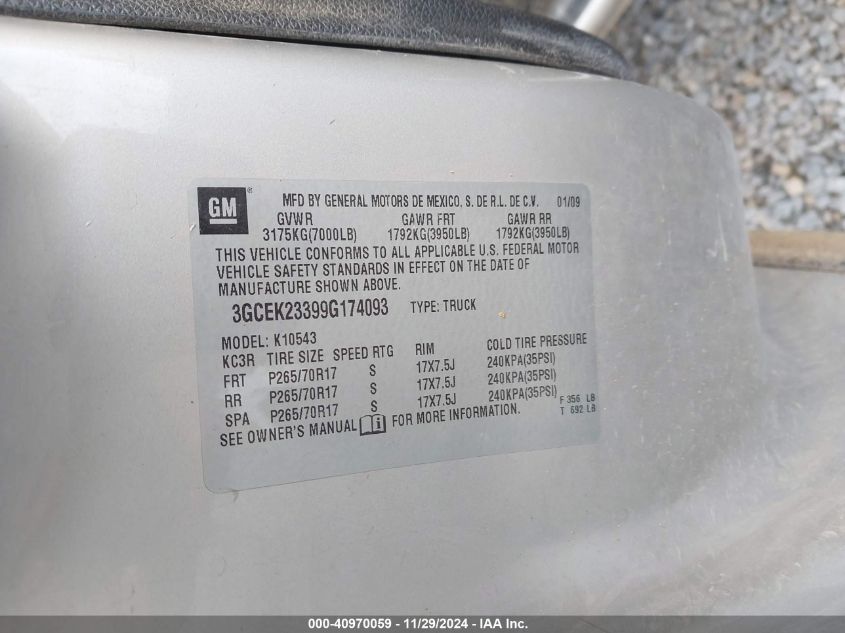 GM®
MFD BY GENERAL MOTORS DE MEXICO, S. DE R.L. DE C.V. 01/09
GVWR GAWR FRT GAWR RR
3175KG(7000LB) 1792KG(3950LB) 1792KG(3950LB)
THIS VEHICLE CONFORMS TO ALL APPLICABLE U.S. FEDERAL MOTOR
VEHICLE SAFETY STANDARDS IN EFFECT ON THE DATE OF
MANUFACTURE SHOWN ABOVE.
3GCEK23399G174093 TYPE: TRUCK
MODEL: K10543
KC3R TIRE SIZE SPEED RTG RIM COLD TIRE PRESSURE
FRT P265/70R17 S 17X7.5J 240KPA(35PSI)
RR P265/70R17 S 17X7.5J 240KPA(35PSI)
SPA P265/70R17 S 17X7.5J 240KPA(35PSI)
SEE OWNER'S MANUAL i FOR MORE INFORMATION.
F 356 LB
T 692 LB
000-40970059 - 11/29/2024 - IAA Inc.